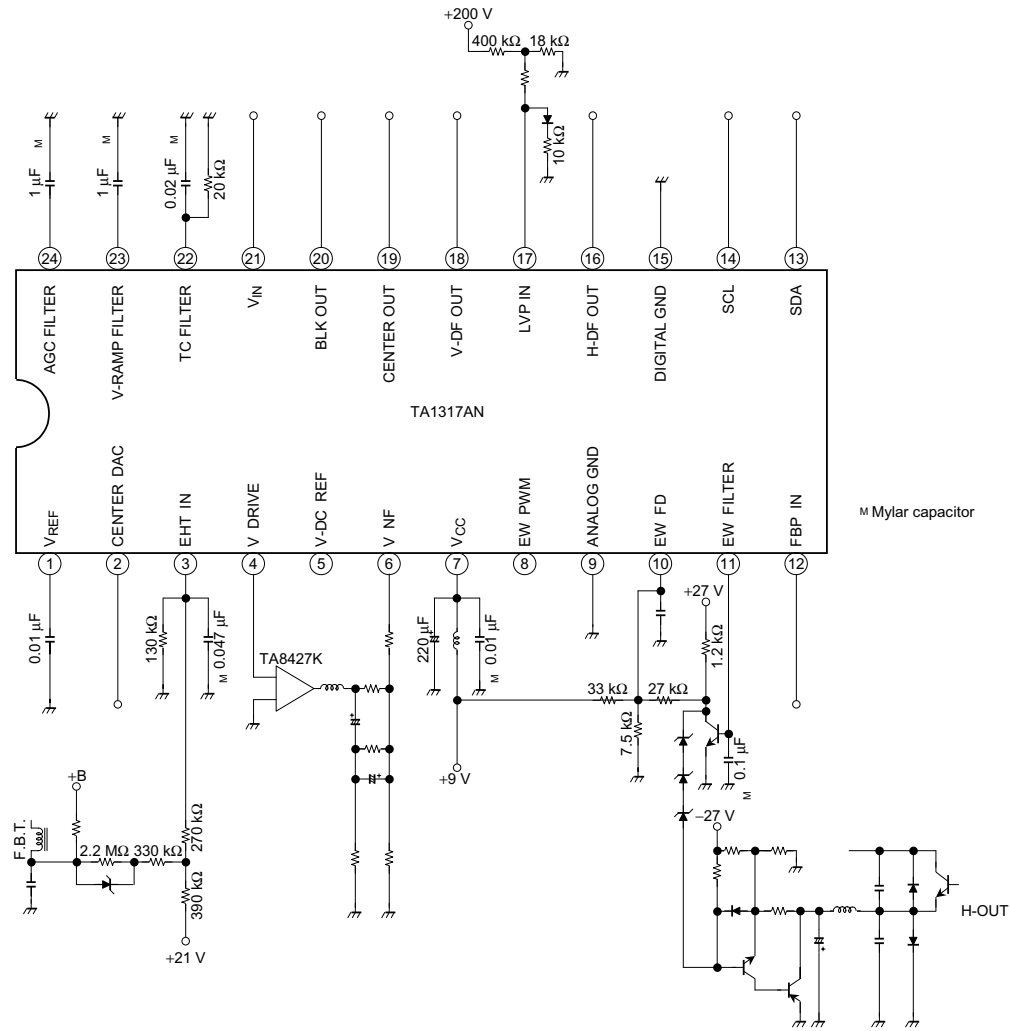 +200 V
400 kΩ
18 kΩ
10 kΩ
M
1 µF
M
1 µF
M
0.02 µF
20 kΩ
24
23
22
21
20
19
18
17
16
15
14
13
AGC FILTER
V-RAMP FILTER
TC FILTER
VIN
BLK OUT
CENTER OUT
V-DF OUT
LVP IN
H-DF OUT
DIGITAL GND
SCL
SDA
TA1317AN
M Mylar capacitor
VREF
CENTER DAC
EHT IN
V DRIVE
V-DC REF
V NF
VCC
EW PWM
ANALOG GND
EW FD
EW FILTER
FBP IN
1
2
3
4
5
6
7
8
9
10
11
12
0.01 µF
130 kΩ
0.047 µF
M
TA8427K
220 µF
0.01 µF
M
+9 V
33 kΩ
27 kΩ
7.5 kΩ
+27 V
1.2 kΩ
0.1 µF
M
−27 V
+B
F.B.T.
2.2 MΩ
330 kΩ
270 kΩ
390 kΩ
+21 V
H-OUT